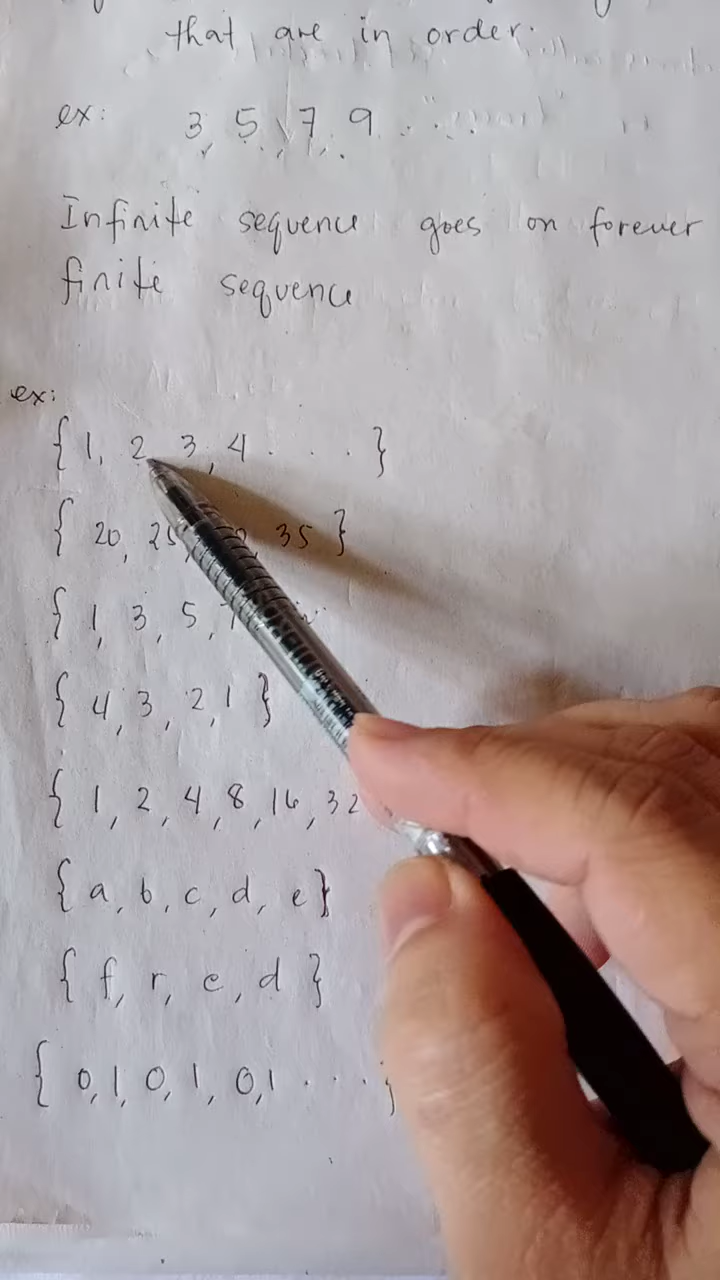 that are in order.
ex: 3, 5, 7, 9 . . . .
Infinite sequence goes on forever
finite sequence
ex:
{ 1, 2, 3, 4 . . . }
{ 20, 25, 35 }
{ 1, 3, 5, 7
{ 4, 3, 2, 1 }
{ 1, 2, 4, 8, 16, 32
{ a, b, c, d, e }
{ f, r, e, d }
{ 0, 1, 0, 1, 0, 1 . . . }